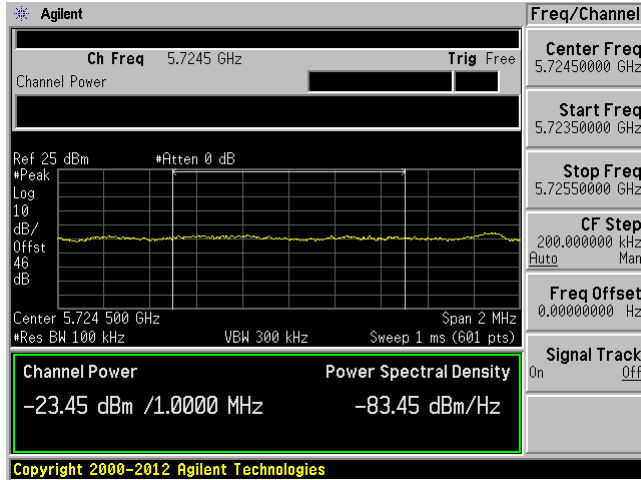 Agilent
Freq/Channel
Ch Freq 5.7245 GHz Trig Free
Channel Power
Center Freq
5.72450000 GHz
Start Freq
5.72350000 GHz
Stop Freq
5.72550000 GHz
CF Step
200.000000 kHz
Auto Man
Freq Offset
0.00000000 Hz
Signal Track
On Off
Ref 25 dBm #Atten 0 dB
#Peak
Log
10
dB/
Offst
46
dB
Center 5.724 500 GHz Span 2 MHz
#Res BW 100 kHz VBW 300 kHz Sweep 1 ms (601 pts)
Channel Power Power Spectral Density
-23.45 dBm /1.0000 MHz -83.45 dBm/Hz
Copyright 2000-2012 Agilent Technologies